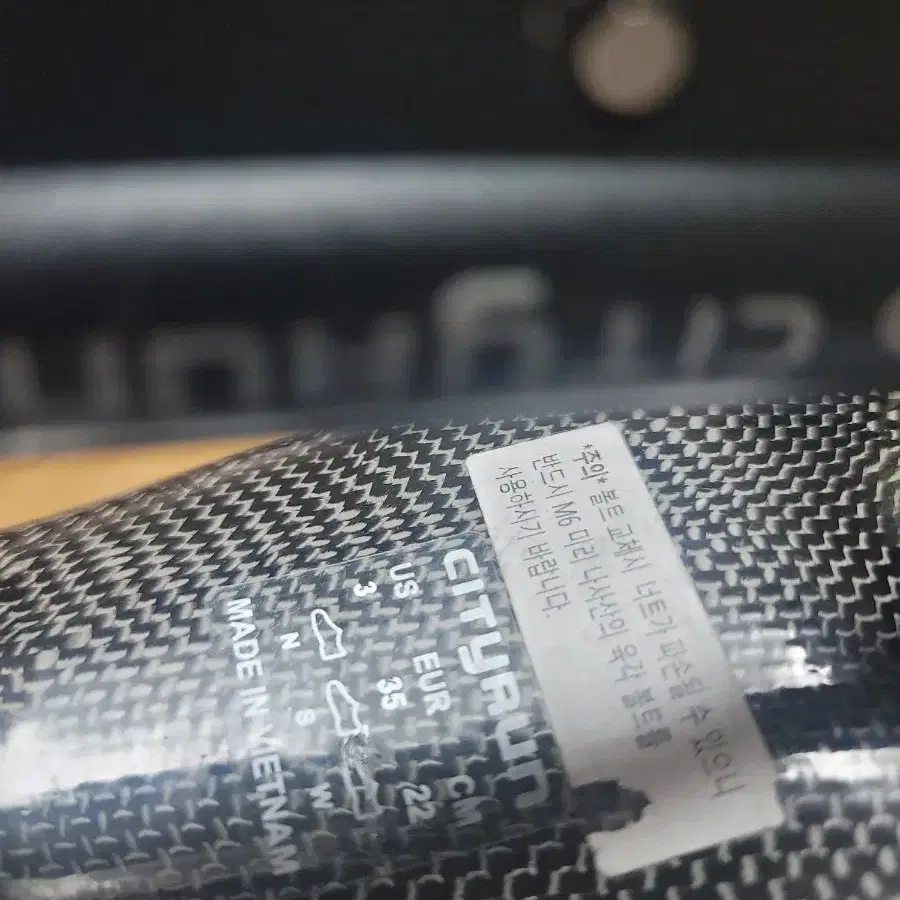 CITYRUN
*주의* 볼트 교체시 너트가 파손될 수 있으니
반드시 M6 미리 나사선의 육각 볼트를
사용하시기 바랍니다.
CITYRUN
US EUR CM
3 35 22
N S W
MADE IN VIETNAM